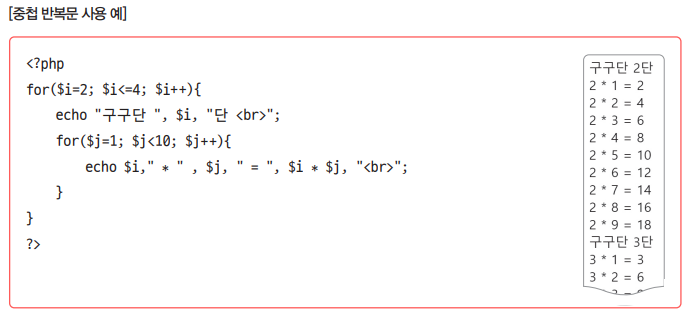 [중첩 반복문 사용 예]
<?php
for($i=2; $i<=4; $i++){
echo "구구단 ", $i, "단 <br>";
for($j=1; $j<10; $j++){
echo $i," * " , $j, " = ", $i * $j, "<br>";
}
}
?>
구구단 2단
2 * 1 = 2
2 * 2 = 4
2 * 3 = 6
2 * 4 = 8
2 * 5 = 10
2 * 6 = 12
2 * 7 = 14
2 * 8 = 16
2 * 9 = 18
구구단 3단
3 * 1 = 3
3 * 2 = 6